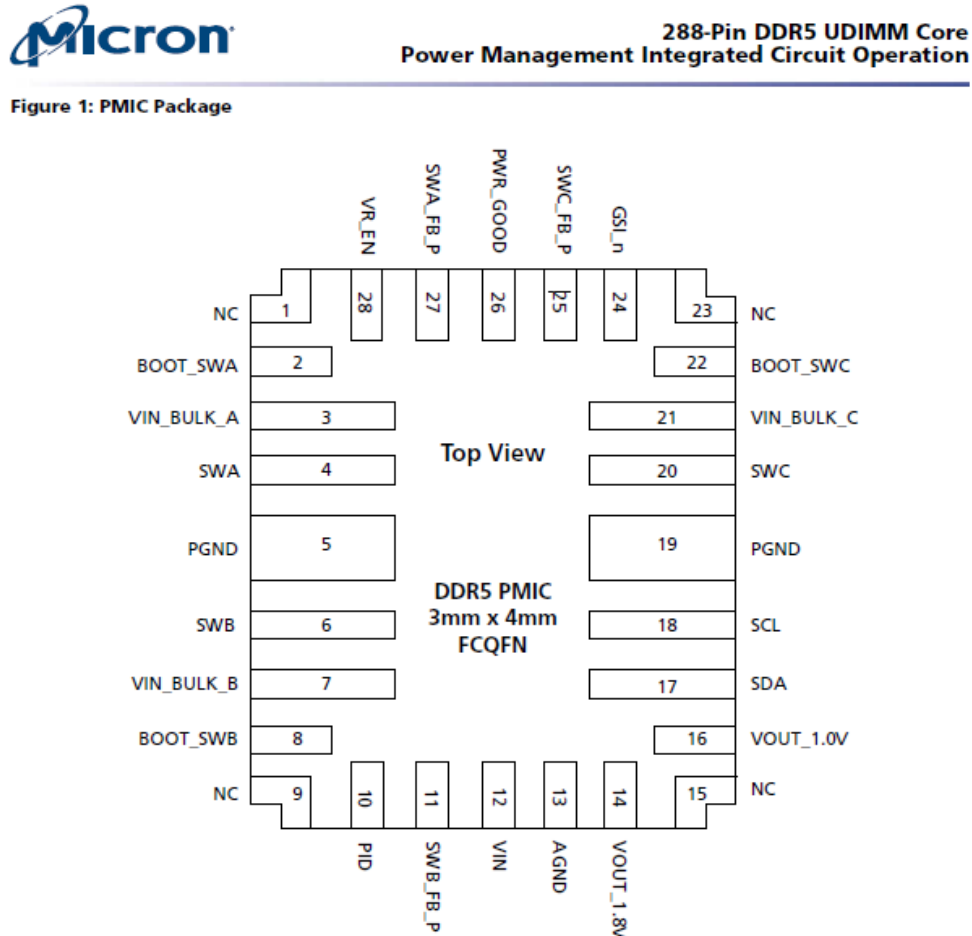 Micron
288-Pin DDR5 UDIMM Core
Power Management Integrated Circuit Operation
Figure 1: PMIC Package
VR_EN
SWA_FB_P
PWR_GOOD
SWC_FB_P
GSI_n
28
27
26
25
24
NC 1
23 NC
BOOT_SWA 2
22 BOOT_SWC
VIN_BULK_A 3
21 VIN_BULK_C
Top View
SWA 4
20 SWC
PGND 5
19 PGND
DDR5 PMIC
3mm x 4mm
FCQFN
SWB 6
18 SCL
VIN_BULK_B 7
17 SDA
BOOT_SWB 8
16 VOUT_1.0V
NC 9
15 NC
10
11
12
13
14
PID
SWB_FB_P
VIN
AGND
VOUT_1.8V